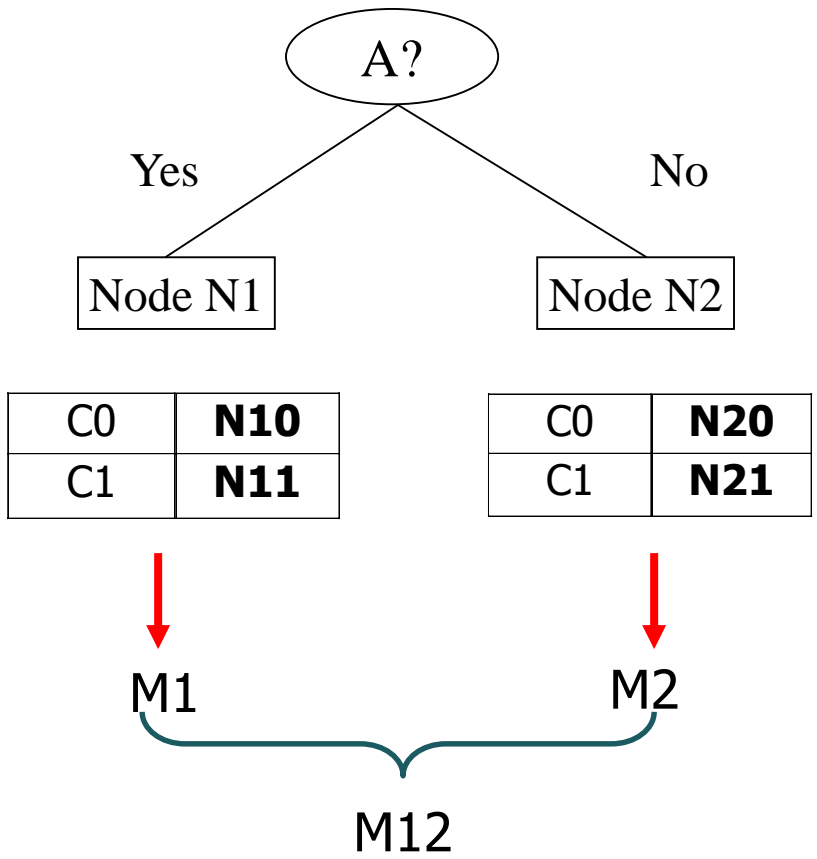 A?
Yes No
Node N1 Node N2
C0 N10 C0 N20
C1 N11 C1 N21
M1 M2
M12